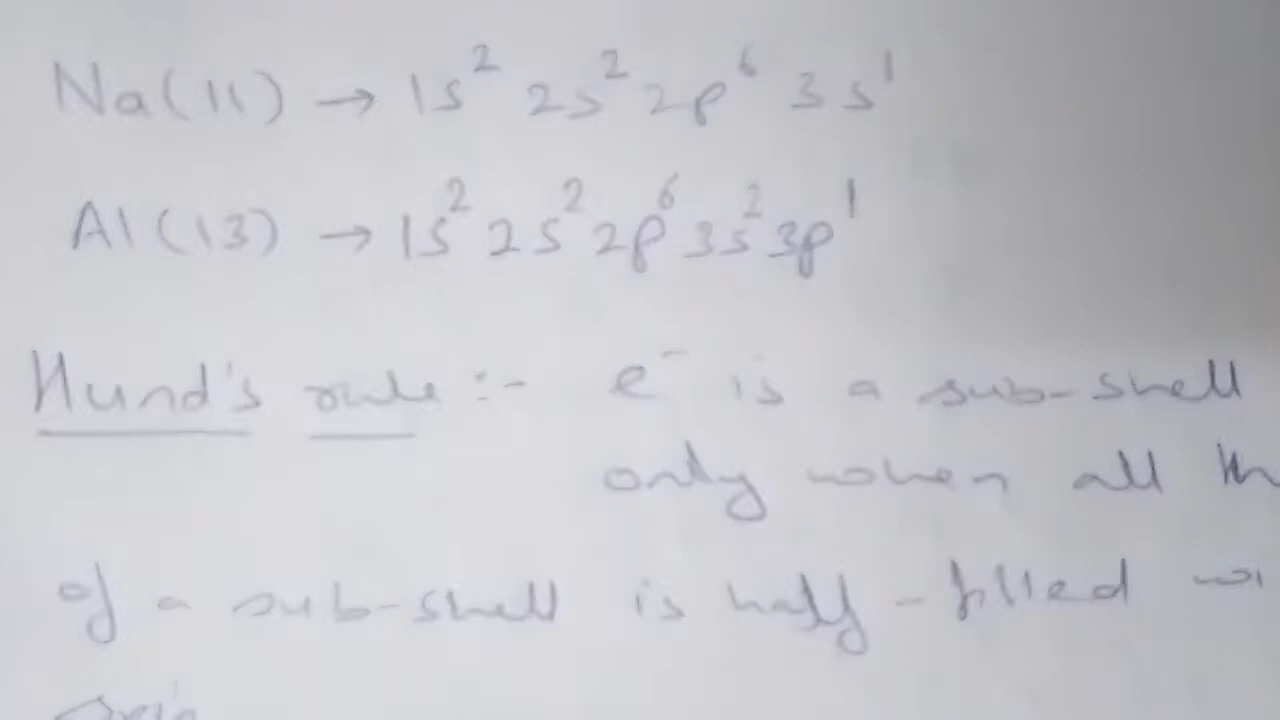 Na(11) → 1s² 2s² 2p⁶ 3s¹
Al(13) → 1s² 2s² 2p⁶ 3s² 3p¹
Hund's rule :- e⁻ is a sub-shell
only when all
of a sub-shell is half-filled